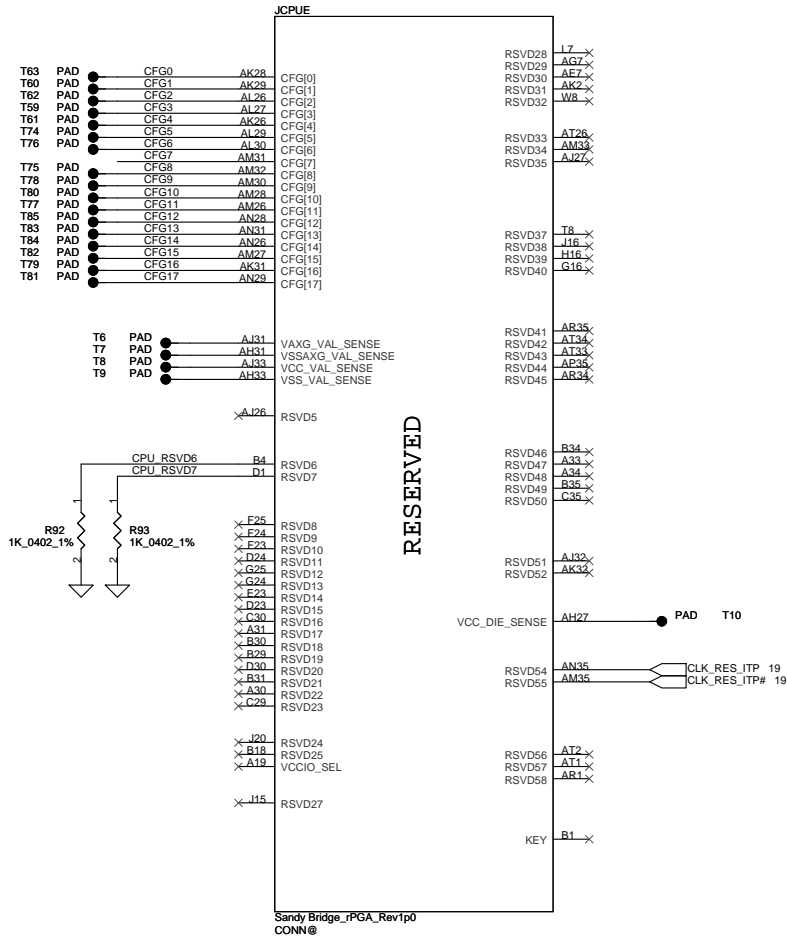 JCPUE
T63 PAD CFG0 AK28 CFG[0]
T60 PAD CFG1 AK29 CFG[1]
T62 PAD CFG2 AL26 CFG[2]
T59 PAD CFG3 AL27 CFG[3]
T61 PAD CFG4 AK26 CFG[4]
T74 PAD CFG5 AL29 CFG[5]
T76 PAD CFG6 AL30 CFG[6]
CFG7 AM31 CFG[7]
T75 PAD CFG8 AM32 CFG[8]
T78 PAD CFG9 AM30 CFG[9]
T80 PAD CFG10 AM28 CFG[10]
T77 PAD CFG11 AM26 CFG[11]
T85 PAD CFG12 AN28 CFG[12]
T83 PAD CFG13 AN31 CFG[13]
T84 PAD CFG14 AN26 CFG[14]
T82 PAD CFG15 AM27 CFG[15]
T79 PAD CFG16 AK31 CFG[16]
T81 PAD CFG17 AN29 CFG[17]
T6 PAD AJ31 VAXG_VAL_SENSE
T7 PAD AH31 VSSAXG_VAL_SENSE
T8 PAD AJ33 VCC_VAL_SENSE
T9 PAD AH33 VSS_VAL_SENSE
AJ26 RSVD5
CPU_RSVD6 B4 RSVD6
CPU_RSVD7 D1 RSVD7
1 1
R92 R93
1K_0402_1% 1K_0402_1%
2 2
F25 RSVD8
F24 RSVD9
F23 RSVD10
D24 RSVD11
G25 RSVD12
G24 RSVD13
E23 RSVD14
D23 RSVD15
C30 RSVD16
A31 RSVD17
B30 RSVD18
B29 RSVD19
D30 RSVD20
B31 RSVD21
A30 RSVD22
C29 RSVD23
J20 RSVD24
B18 RSVD25
A19 VCCIO_SEL
J15 RSVD27
RESERVED
RSVD28 L7
RSVD29 AG7
RSVD30 AE7
RSVD31 AK2
RSVD32 W8
RSVD33 AT26
RSVD34 AM33
RSVD35 AJ27
RSVD37 T8
RSVD38 J16
RSVD39 H16
RSVD40 G16
RSVD41 AR35
RSVD42 AT34
RSVD43 AT33
RSVD44 AP35
RSVD45 AR34
RSVD46 B34
RSVD47 A33
RSVD48 A34
RSVD49 B35
RSVD50 C35
RSVD51 AJ32
RSVD52 AK32
VCC_DIE_SENSE AH27 PAD T10
RSVD54 AN35 CLK_RES_ITP 19
RSVD55 AM35 CLK_RES_ITP# 19
RSVD56 AT2
RSVD57 AT1
RSVD58 AR1
KEY B1
Sandy Bridge_rPGA_Rev1p0
CONN@